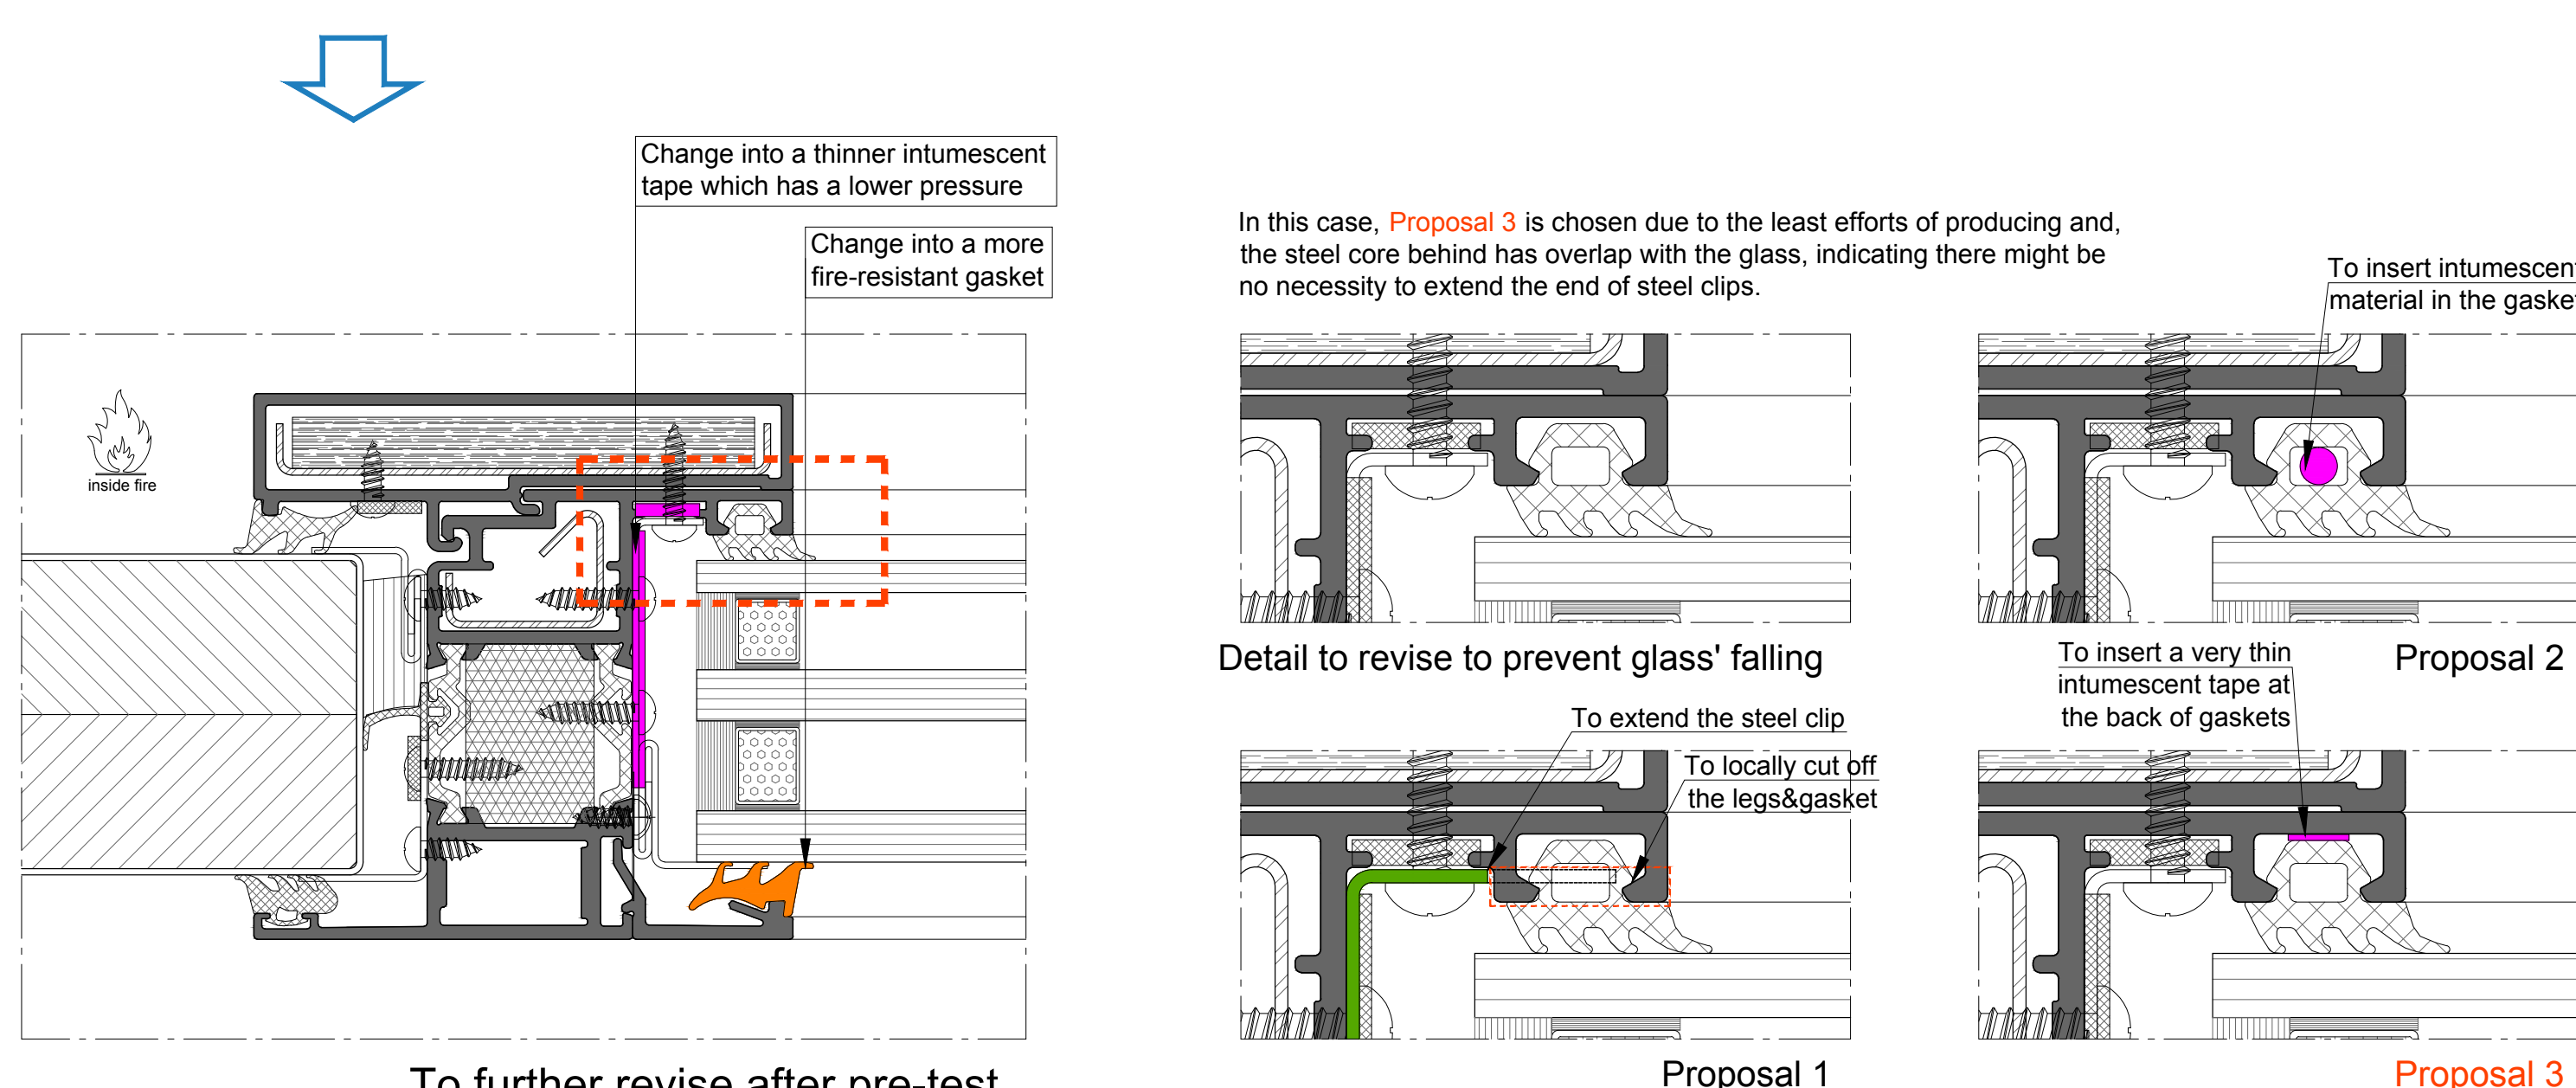 Change into a thinner intumescent
tape which has a lower pressure
Change into a more
fire-resistant gasket
inside fire
To further revise after pre-test
In this case, Proposal 3 is chosen due to the least efforts of producing and,
the steel core behind has overlap with the glass, indicating there might be
no necessity to extend the end of steel clips.
Detail to revise to prevent glass' falling
To insert intumescent
material in the gasket
Proposal 2
To extend the steel clip
To locally cut off
the legs&gasket
Proposal 1
To insert a very thin
intumescent tape at
the back of gaskets
Proposal 3